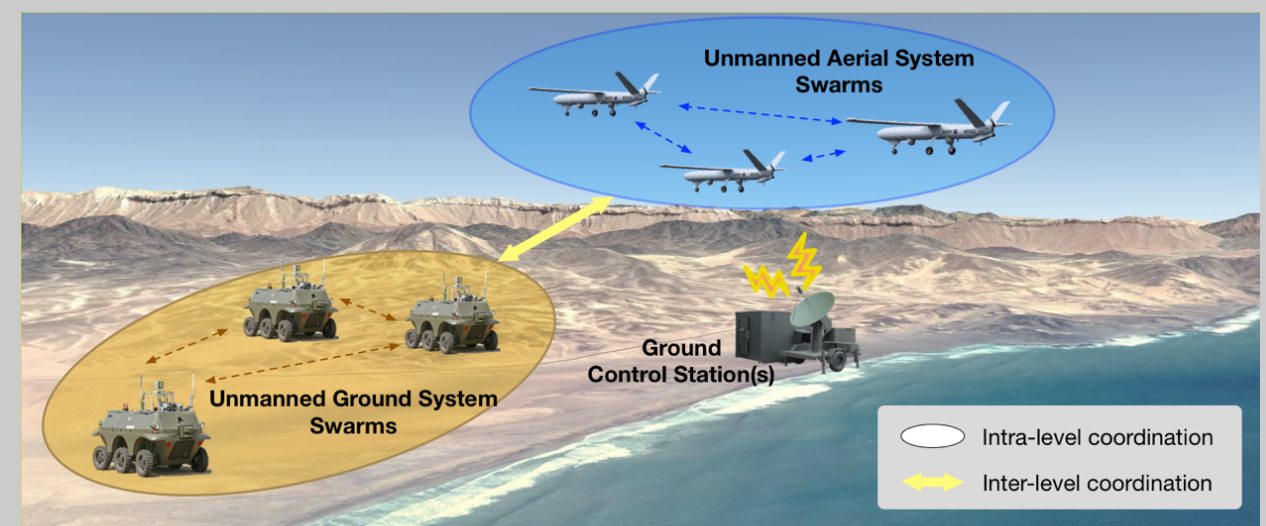 Unmanned Aerial System
Swarms
Ground
Control Station(s)
Unmanned Ground System
Swarms
Intra-level coordination
Inter-level coordination